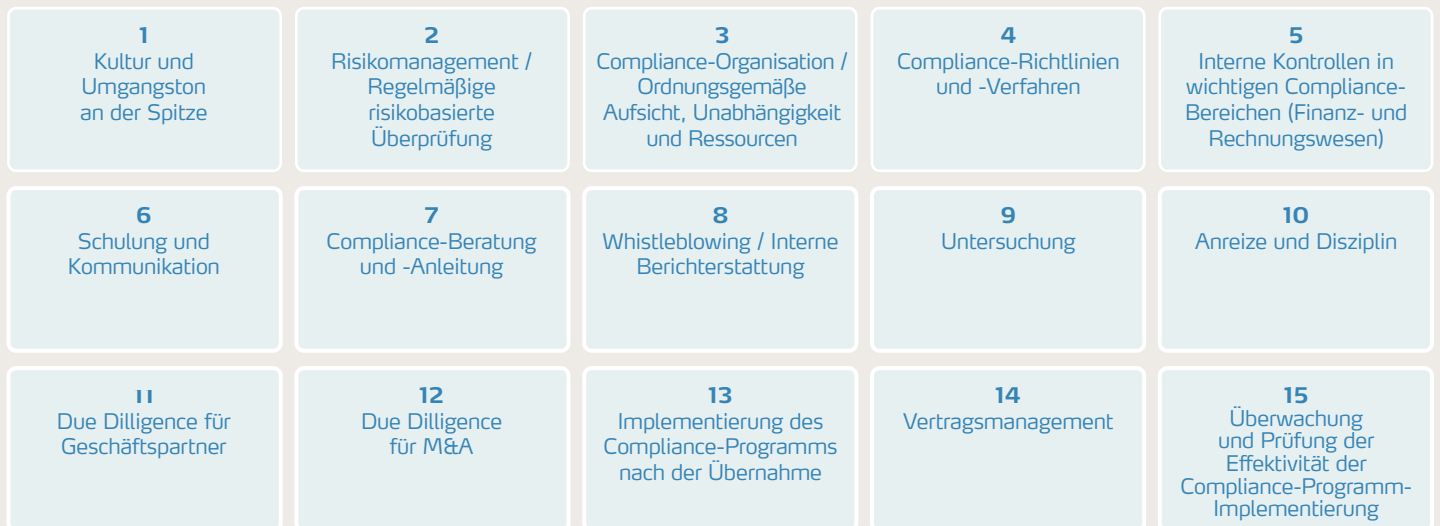 1
Kultur und
Umgangston
an der Spitze
2
Risikomanagement /
Regelmäßige
risikobasierte
Überprüfung
3
Compliance-Organisation /
Ordnungsgemäße
Aufsicht, Unabhängigkeit
und Ressourcen
4
Compliance-Richtlinien
und -Verfahren
5
Interne Kontrollen in
wichtigen Compliance-
Bereichen (Finanz- und
Rechnungswesen)
6
Schulung und
Kommunikation
7
Compliance-Beratung
und -Anleitung
8
Whistleblowing / Interne
Berichterstattung
9
Untersuchung
10
Anreize und Disziplin
11
Due Dilligence für
Geschäftspartner
12
Due Dilligence
für M&A
13
Implementierung des
Compliance-Programms
nach der Übernahme
14
Vertragsmanagement
15
Überwachung
und Prüfung der
Effektivität der
Compliance-Programm-
Implementierung